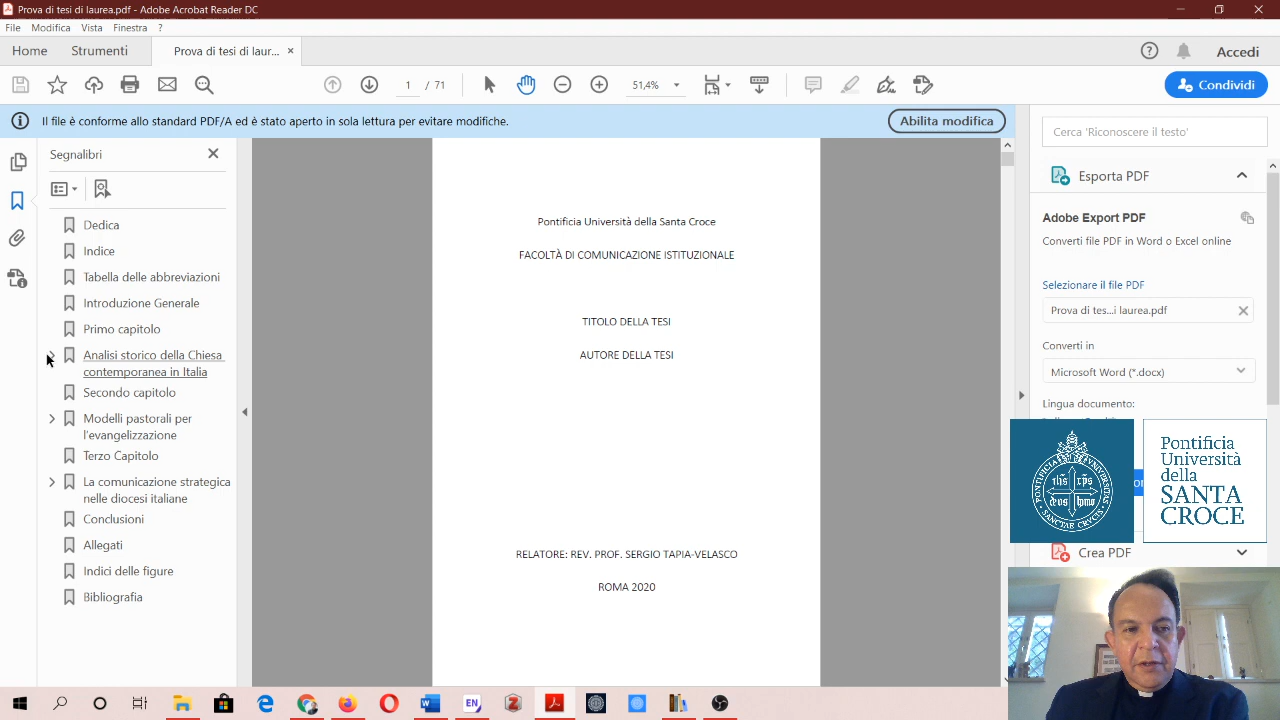 Prova di tesi di laurea.pdf - Adobe Acrobat Reader DC
File Modifica Vista Finestra ?
Home Strumenti Prova di tesi di laur... × Accedi
1 / 71 51,4% Condividi
Il file è conforme allo standard PDF/A ed è stato aperto in sola lettura per evitare modifiche. Abilita modifica
Segnalibri
Dedica
Indice
Tabella delle abbreviazioni
Introduzione Generale
Primo capitolo
Analisi storico della Chiesa
contemporanea in Italia
Secondo capitolo
Modelli pastorali per
l'evangelizzazione
Terzo Capitolo
La comunicazione strategica
nelle diocesi italiane
Conclusioni
Allegati
Indici delle figure
Bibliografia
Pontificia Università della Santa Croce
FACOLTÀ DI COMUNICAZIONE ISTITUZIONALE
TITOLO DELLA TESI
AUTORE DELLA TESI
RELATORE: REV. PROF. SERGIO TAPIA-VELASCO
ROMA 2020
Cerca 'Riconoscere il testo'
Esporta PDF
Adobe Export PDF
Converti file PDF in Word o Excel online
Selezionare il file PDF
Prova di tes...i laurea.pdf
Converti in
Microsoft Word (*.docx)
Lingua documento:
Pontificia
Università
della
SANTA
CROCE
Crea PDF
EN